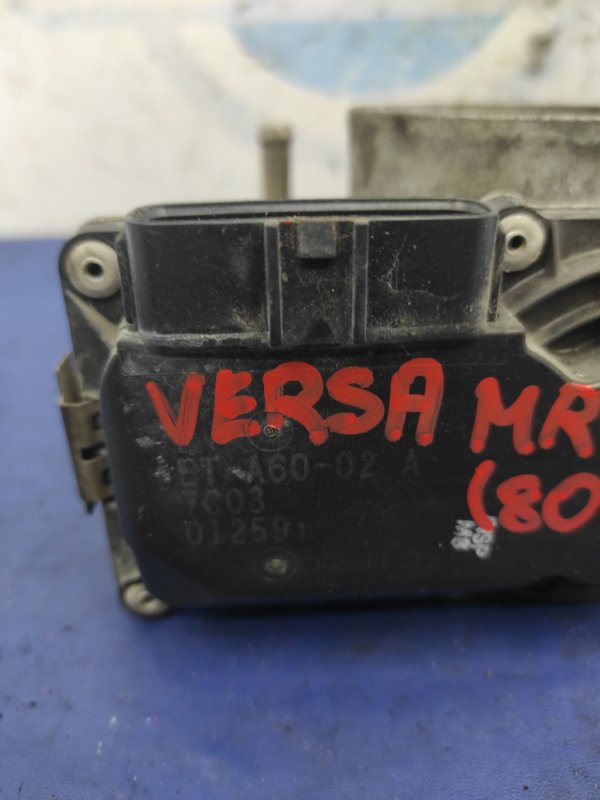 VERSA MR
(80
ET A60-02 A
7C03
01259